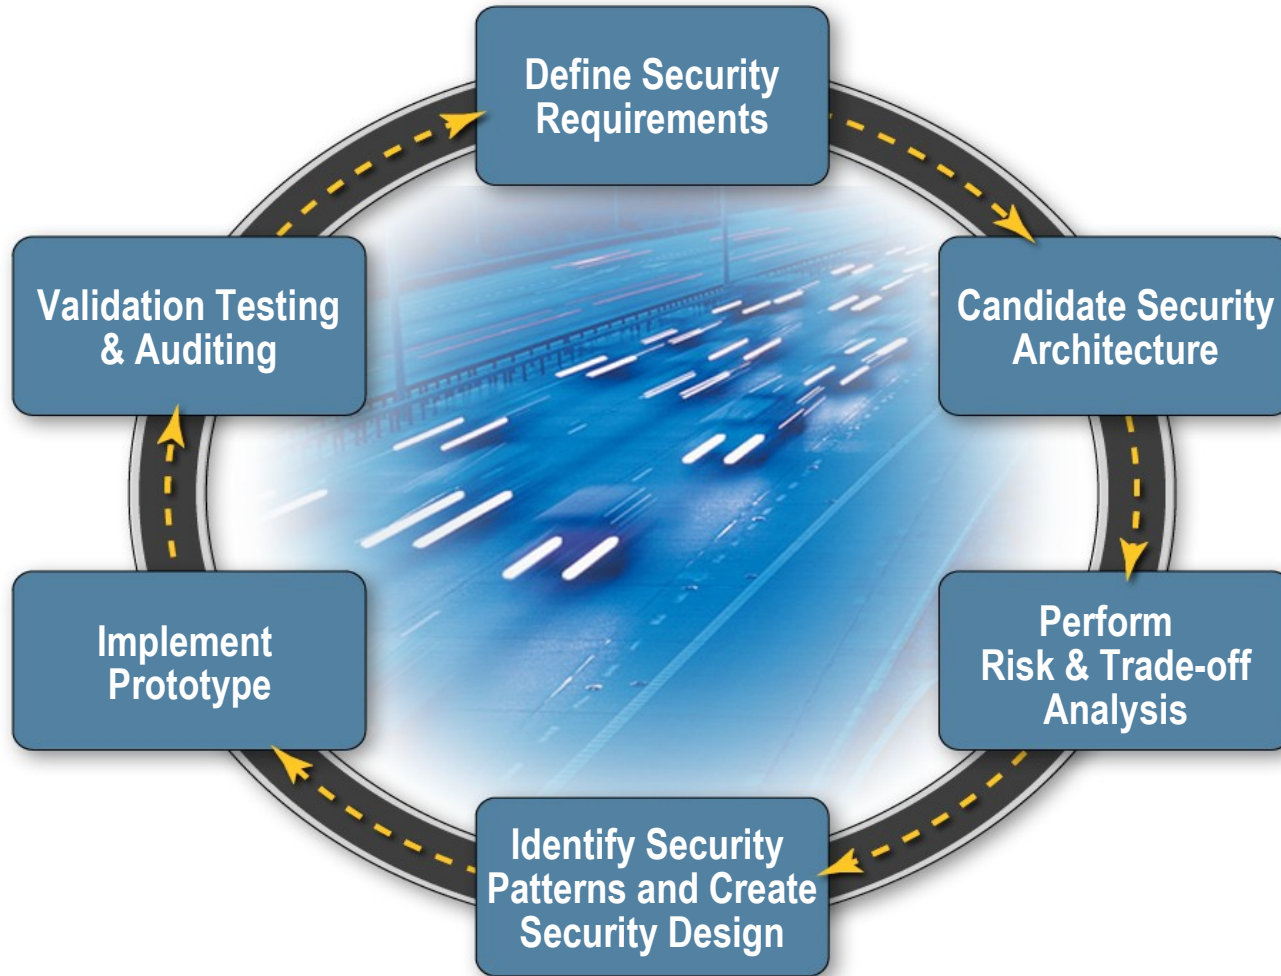 Define Security
Requirements
Candidate Security
Architecture
Perform
Risk & Trade-off
Analysis
Identify Security
Patterns and Create
Security Design
Implement
Prototype
Validation Testing
& Auditing